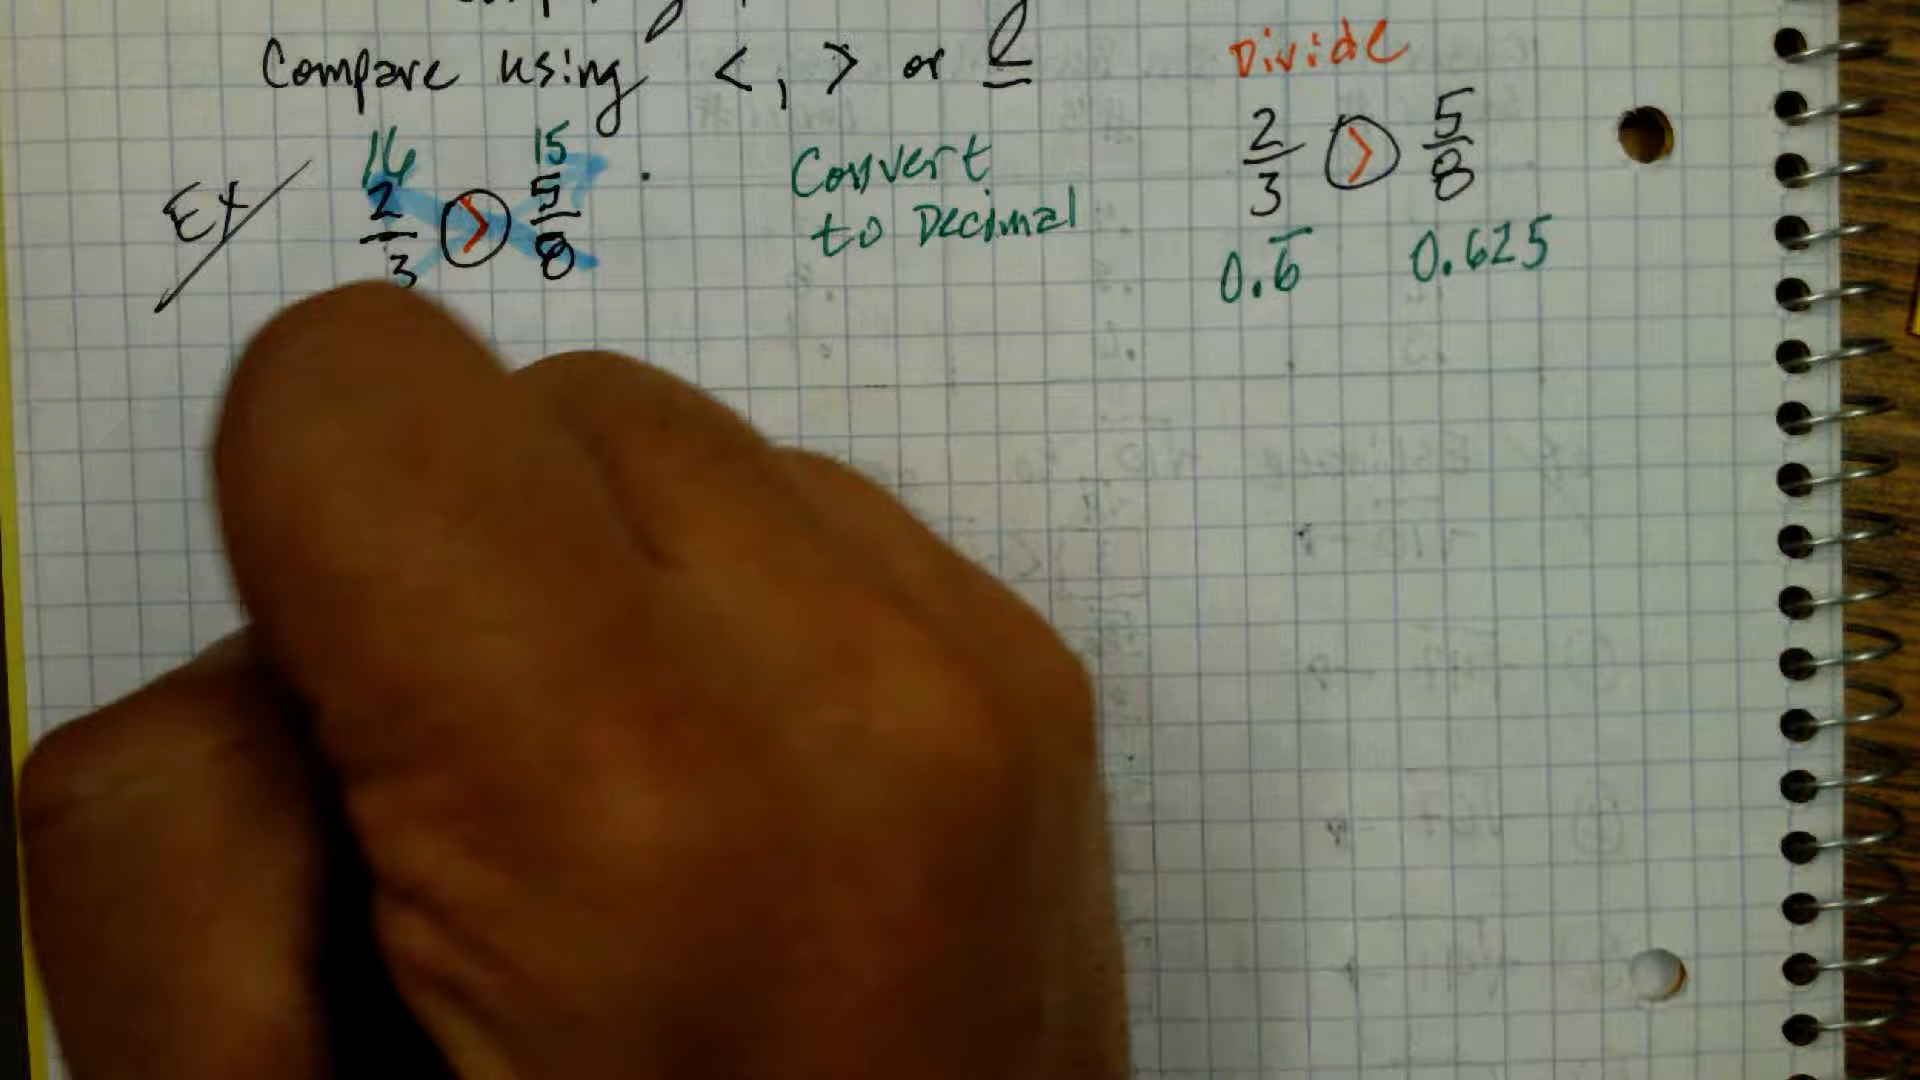 Compare using <, > or =
Ex
16 15
2/3 > 5/8
Convert
to Decimal
Divide
2/3 > 5/8
0.6̅ 0.625